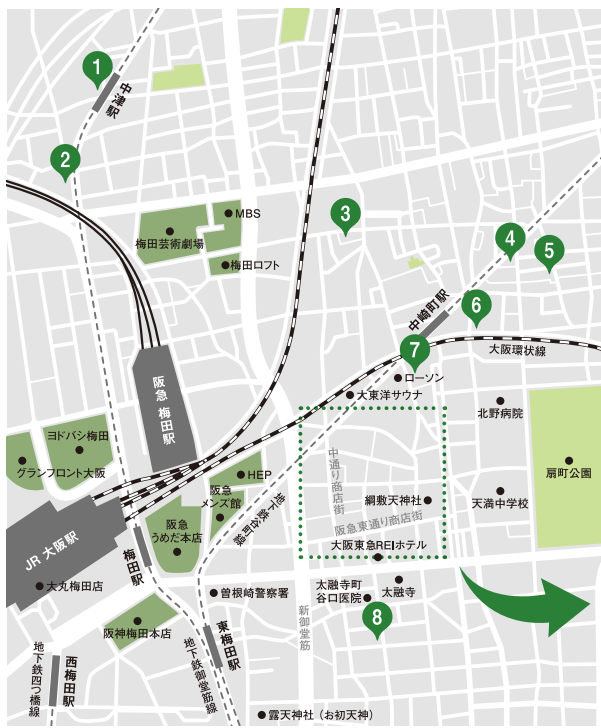 1
中津駅
2
MBS
梅田芸術劇場
梅田ロフト
3
4
5
6
中崎町駅
7
大阪環状線
ローソン
大東洋サウナ
北野病院
阪急 梅田駅
ヨドバシ梅田
グランフロント大阪
HEP
阪急
メンズ館
地下鉄谷町線
中通り商店街
綱敷天神社
天満中学校
扇町公園
阪急東通り商店街
阪急
うめだ本店
JR 大阪駅
梅田駅
大阪東急REIホテル
大丸梅田店
曽根崎警察署
太融寺町
谷口医院
太融寺
8
阪神梅田本店
新御堂筋
東梅田駅
地下鉄御堂筋線
西梅田駅
地下鉄四つ橋線
露天神社(お初天神)